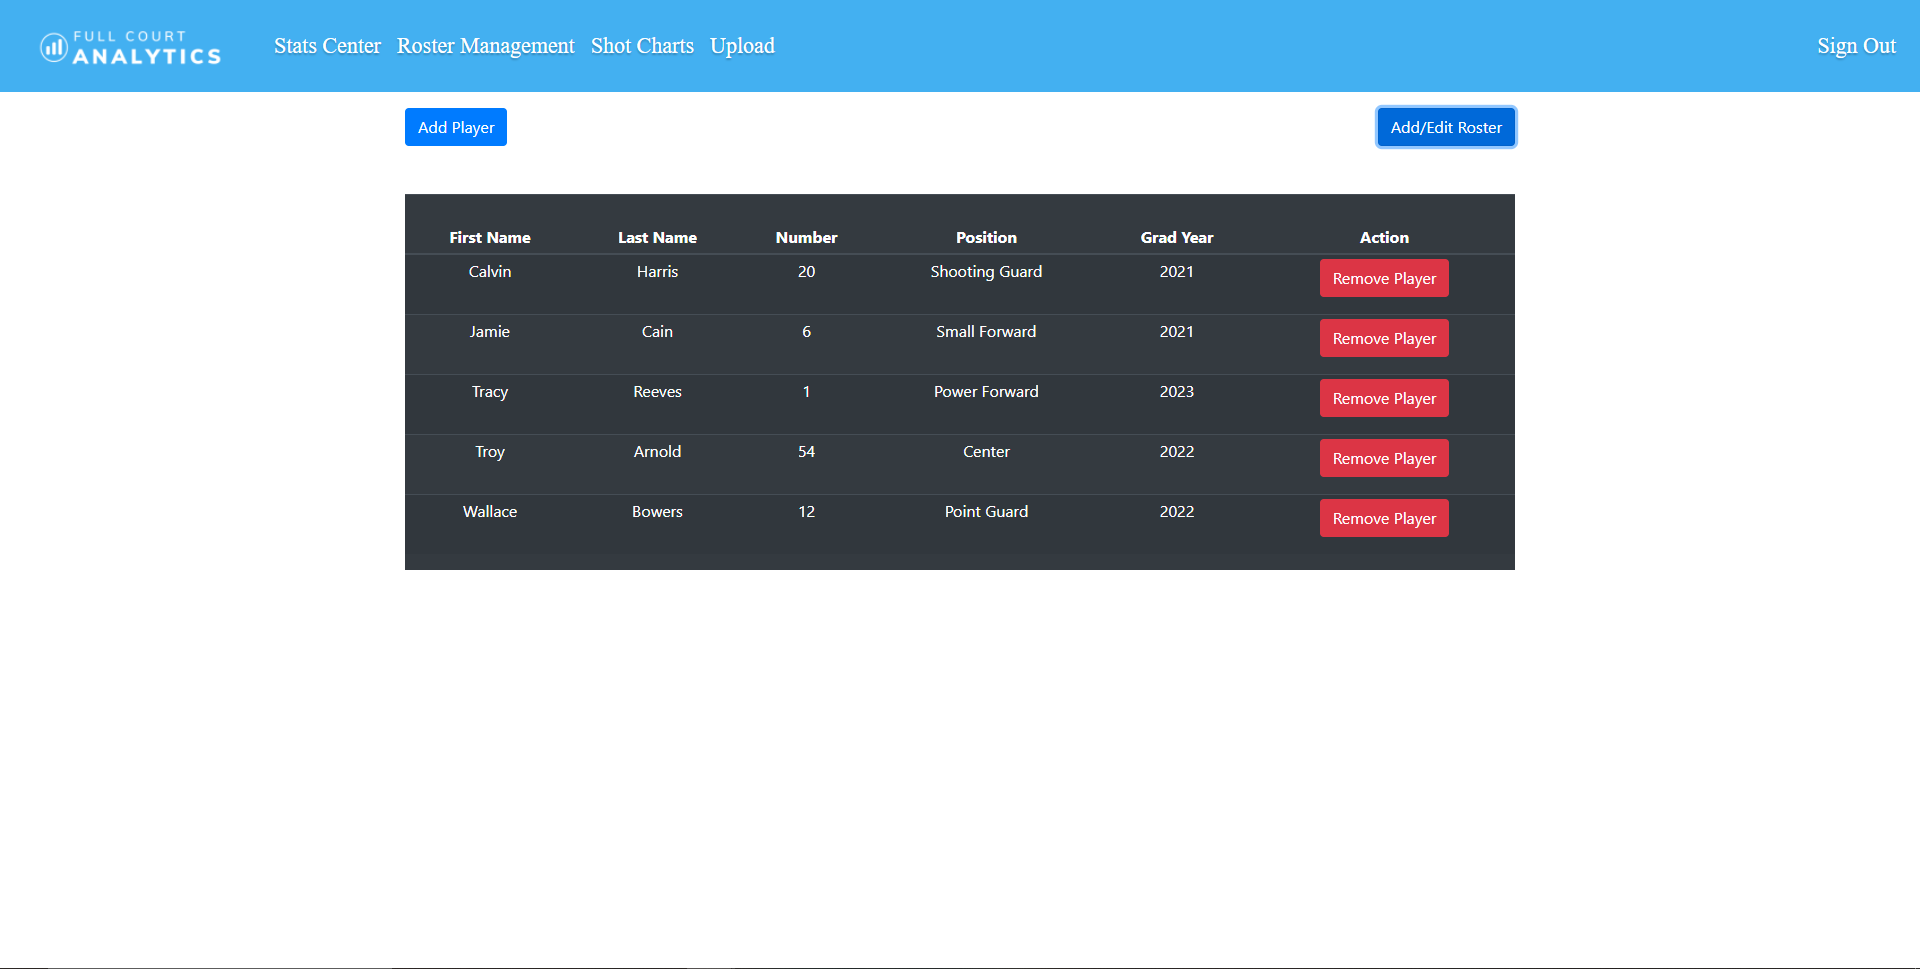 FULL COURT
ANALYTICS
Stats Center Roster Management Shot Charts Upload Sign Out
Add Player Add/Edit Roster
First Name Last Name Number Position Grad Year Action
Calvin Harris 20 Shooting Guard 2021 Remove Player
Jamie Cain 6 Small Forward 2021 Remove Player
Tracy Reeves 1 Power Forward 2023 Remove Player
Troy Arnold 54 Center 2022 Remove Player
Wallace Bowers 12 Point Guard 2022 Remove Player